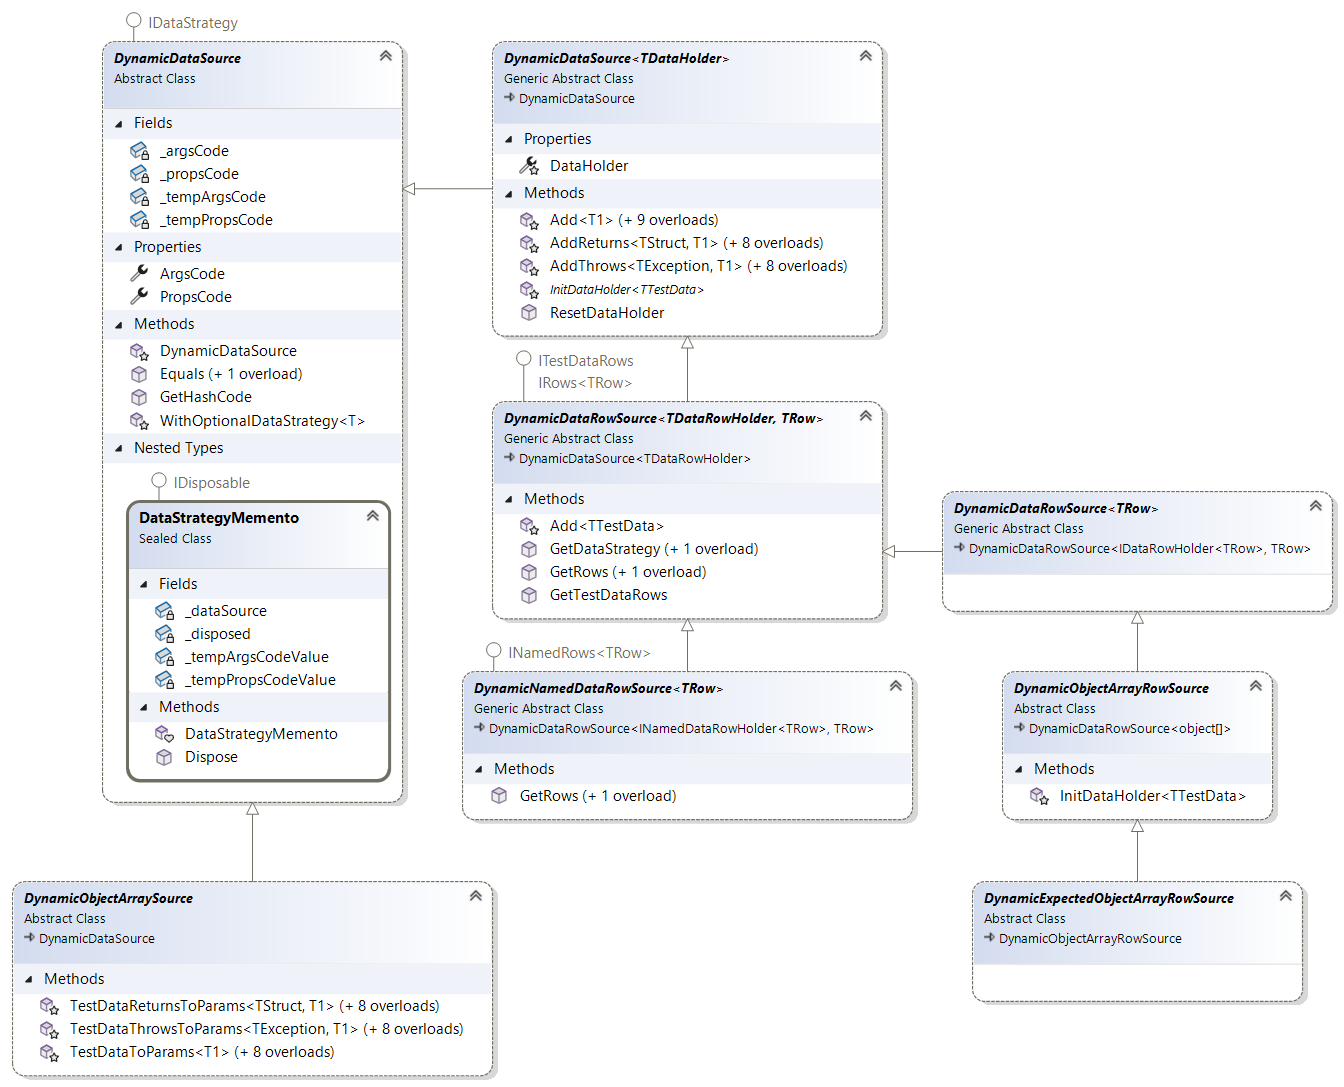 IDataStrategy
DynamicDataSource
Abstract Class
Fields
_argsCode
_propsCode
_tempArgsCode
_tempPropsCode
Properties
ArgsCode
PropsCode
Methods
DynamicDataSource
Equals (+ 1 overload)
GetHashCode
WithOptionalDataStrategy<T>
Nested Types
IDisposable
DataStrategyMemento
Sealed Class
Fields
_dataSource
_disposed
_tempArgsCodeValue
_tempPropsCodeValue
Methods
DataStrategyMemento
Dispose
DynamicObjectArraySource
Abstract Class
DynamicDataSource
Methods
TestDataReturnsToParams<TStruct, T1> (+ 8 overloads)
TestDataThrowsToParams<TException, T1> (+ 8 overloads)
TestDataToParams<T1> (+ 8 overloads)
DynamicDataSource<TDataHolder>
Generic Abstract Class
DynamicDataSource
Properties
DataHolder
Methods
Add<T1> (+ 9 overloads)
AddReturns<TStruct, T1> (+ 8 overloads)
AddThrows<TException, T1> (+ 8 overloads)
InitDataHolder<TTestData>
ResetDataHolder
ITestDataRows
IRows<TRow>
DynamicDataRowSource<TDataRowHolder, TRow>
Generic Abstract Class
DynamicDataSource<TDataRowHolder>
Methods
Add<TTestData>
GetDataStrategy (+ 1 overload)
GetRows (+ 1 overload)
GetTestDataRows
INamedRows<TRow>
DynamicNamedDataRowSource<TRow>
Generic Abstract Class
DynamicDataRowSource<INamedDataRowHolder<TRow>, TRow>
Methods
GetRows (+ 1 overload)
DynamicDataRowSource<TRow>
Generic Abstract Class
DynamicDataRowSource<IDataRowHolder<TRow>, TRow>
DynamicObjectArrayRowSource
Abstract Class
DynamicDataRowSource<object[]>
Methods
InitDataHolder<TTestData>
DynamicExpectedObjectArrayRowSource
Abstract Class
DynamicObjectArrayRowSource